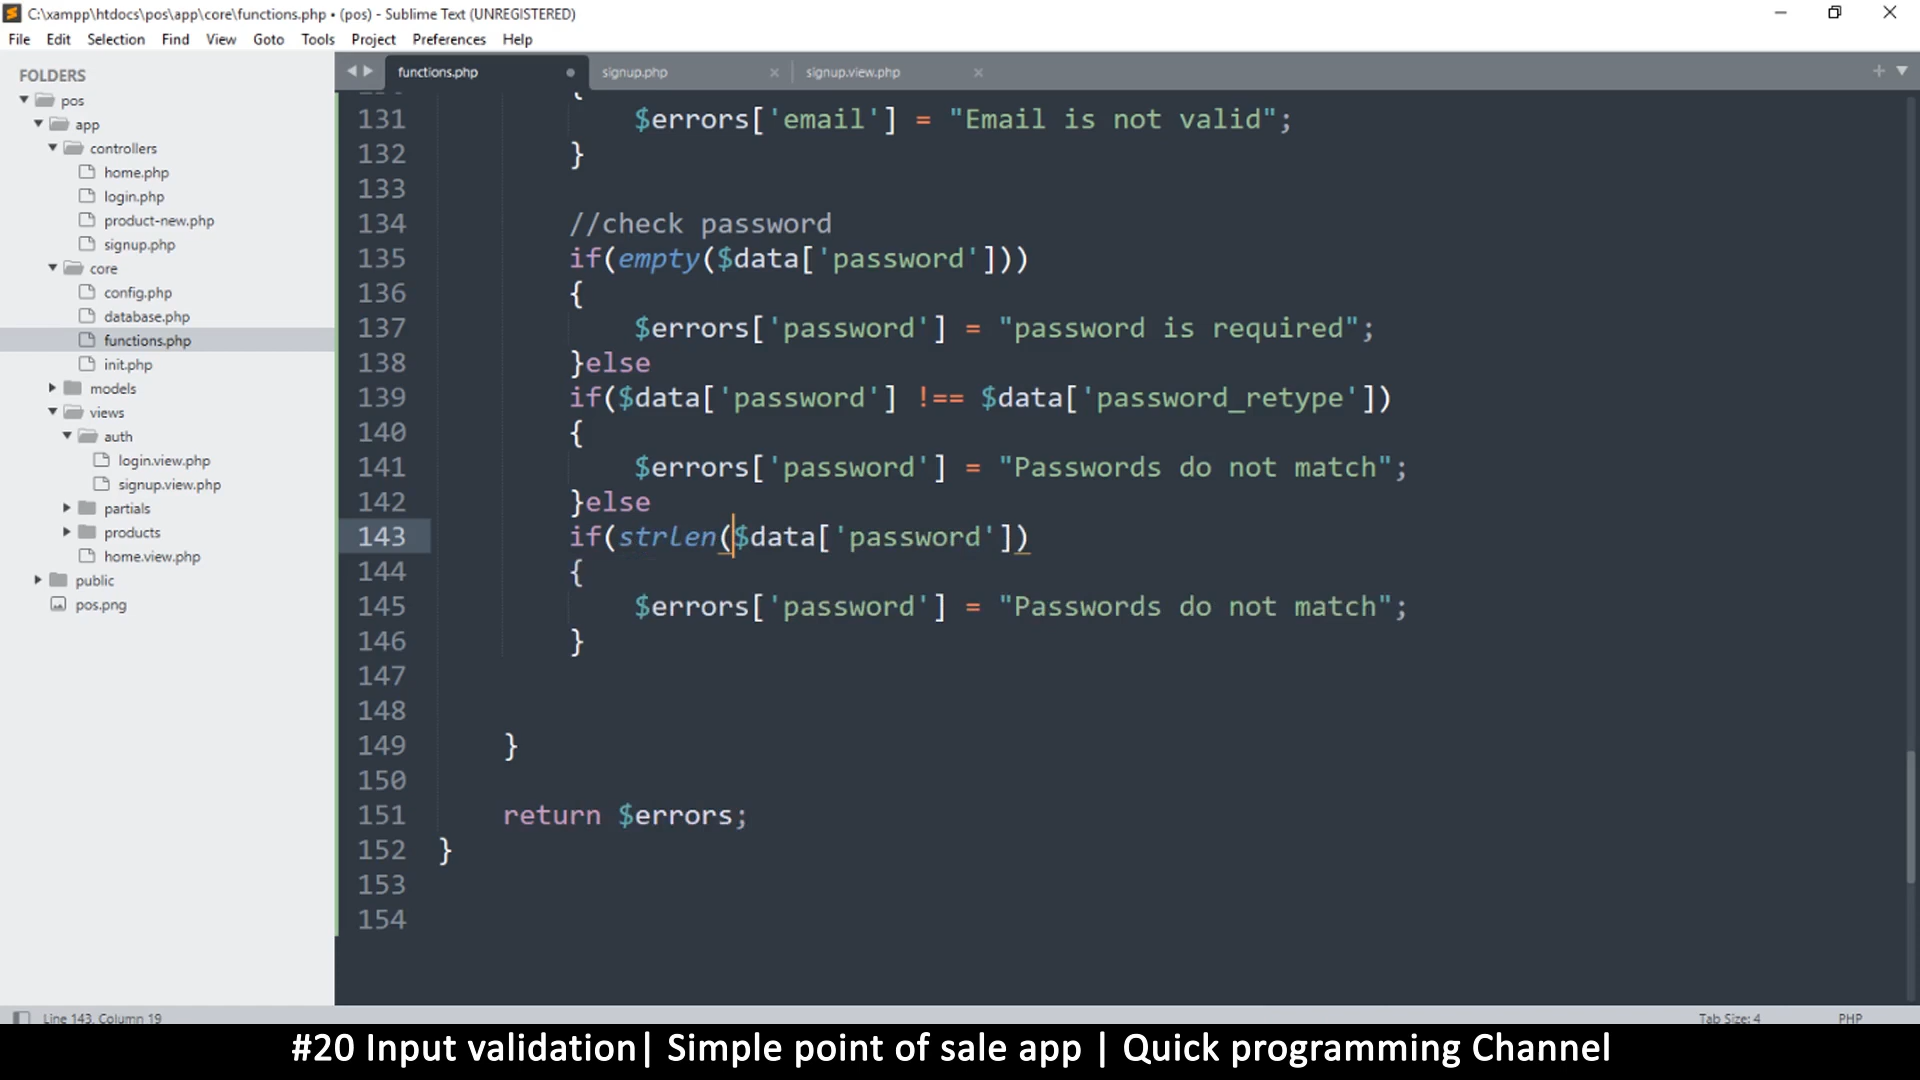 C:\xampp\htdocs\pos\app\core\functions.php • (pos) - Sublime Text (UNREGISTERED)
File Edit Selection Find View Goto Tools Project Preferences Help
FOLDERS
pos
app
controllers
home.php
login.php
product-new.php
signup.php
core
config.php
database.php
functions.php
init.php
models
views
auth
login.view.php
signup.view.php
partials
products
home.view.php
public
pos.png
functions.php signup.php signup.view.php
131 $errors['email'] = "Email is not valid";
132 }
133
134 //check password
135 if(empty($data['password']))
136 {
137 $errors['password'] = "password is required";
138 }else
139 if($data['password'] !== $data['password_retype'])
140 {
141 $errors['password'] = "Passwords do not match";
142 }else
143 if(strlen($data['password'])
144 {
145 $errors['password'] = "Passwords do not match";
146 }
147
148
149 }
150
151 return $errors;
152 }
153
154
Line 143, Column 19 Tab Size: 4 PHP
#20 Input validation| Simple point of sale app | Quick programming Channel